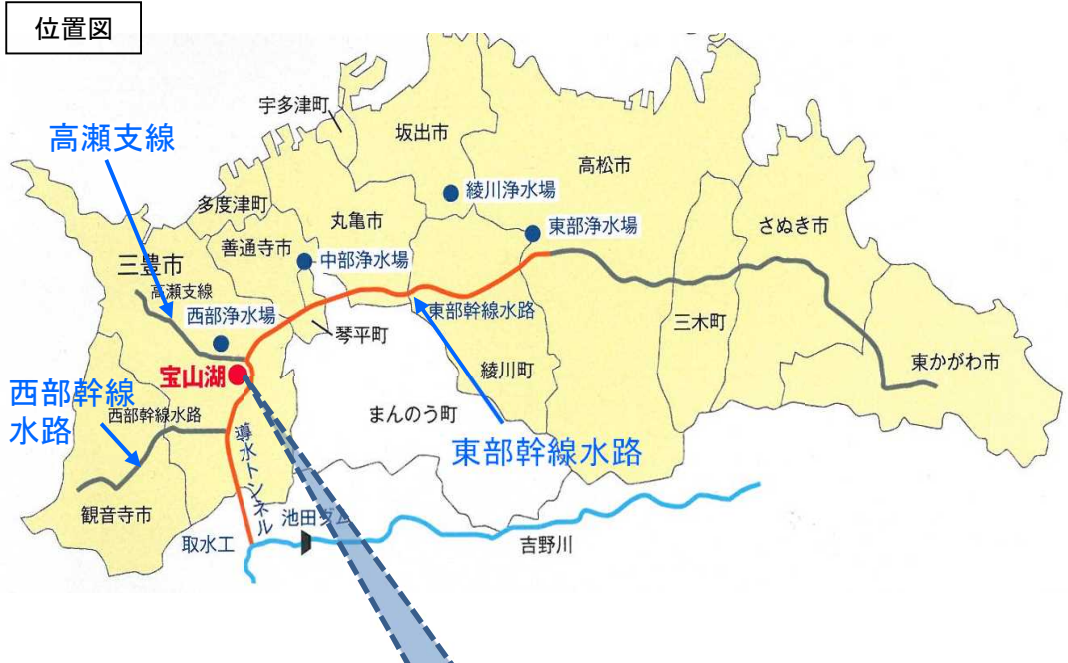 位置図
宇多津町
坂出市
高瀬支線
高松市
綾川浄水場
多度津町
丸亀市
東部浄水場
さぬき市
善通寺市
中部浄水場
三豊市
高瀬支線
東部幹線水路
西部浄水場
三木町
琴平町
東かがわ市
宝山湖
綾川町
西部幹線
水路
西部幹線水路
まんのう町
東部幹線水路
導水トンネル
観音寺市
池田ダム
取水工
吉野川